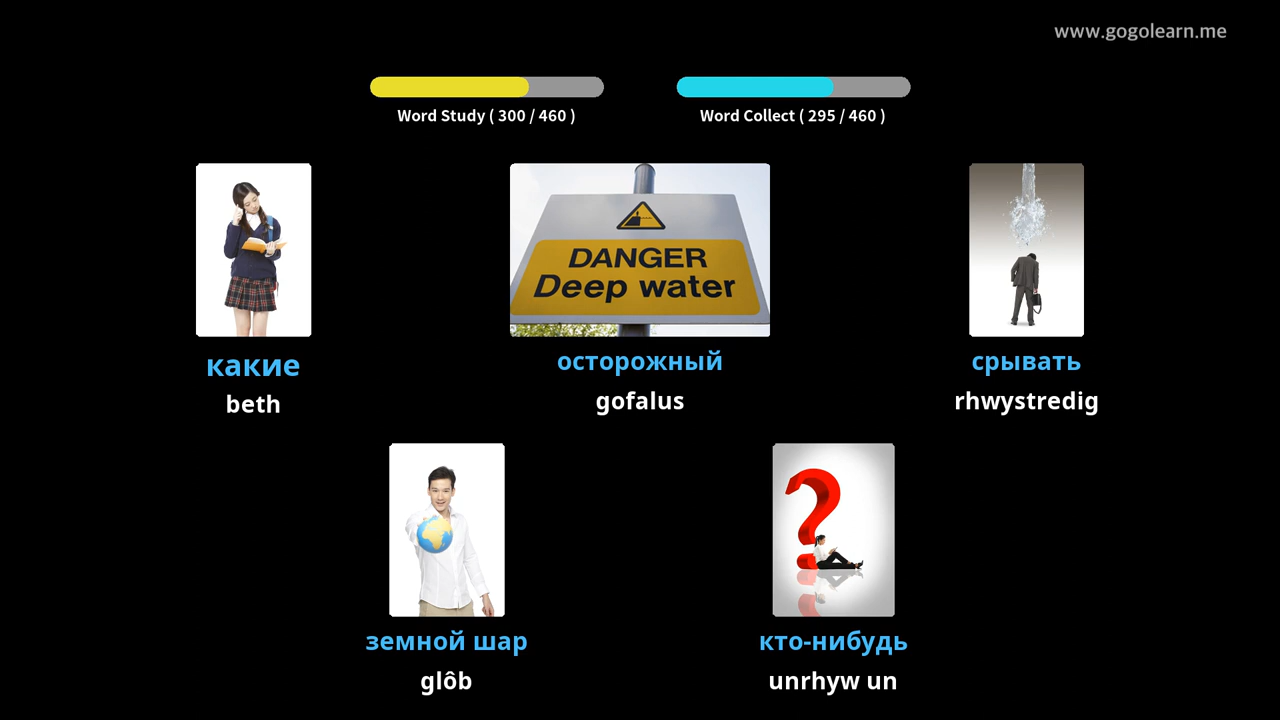 www.gogolearn.me
Word Study ( 300 / 460 )
Word Collect ( 295 / 460 )
DANGER
Deep water
какие
осторожный
срывать
beth
gofalus
rhwystredig
земной шар
кто-нибудь
glôb
unrhyw un